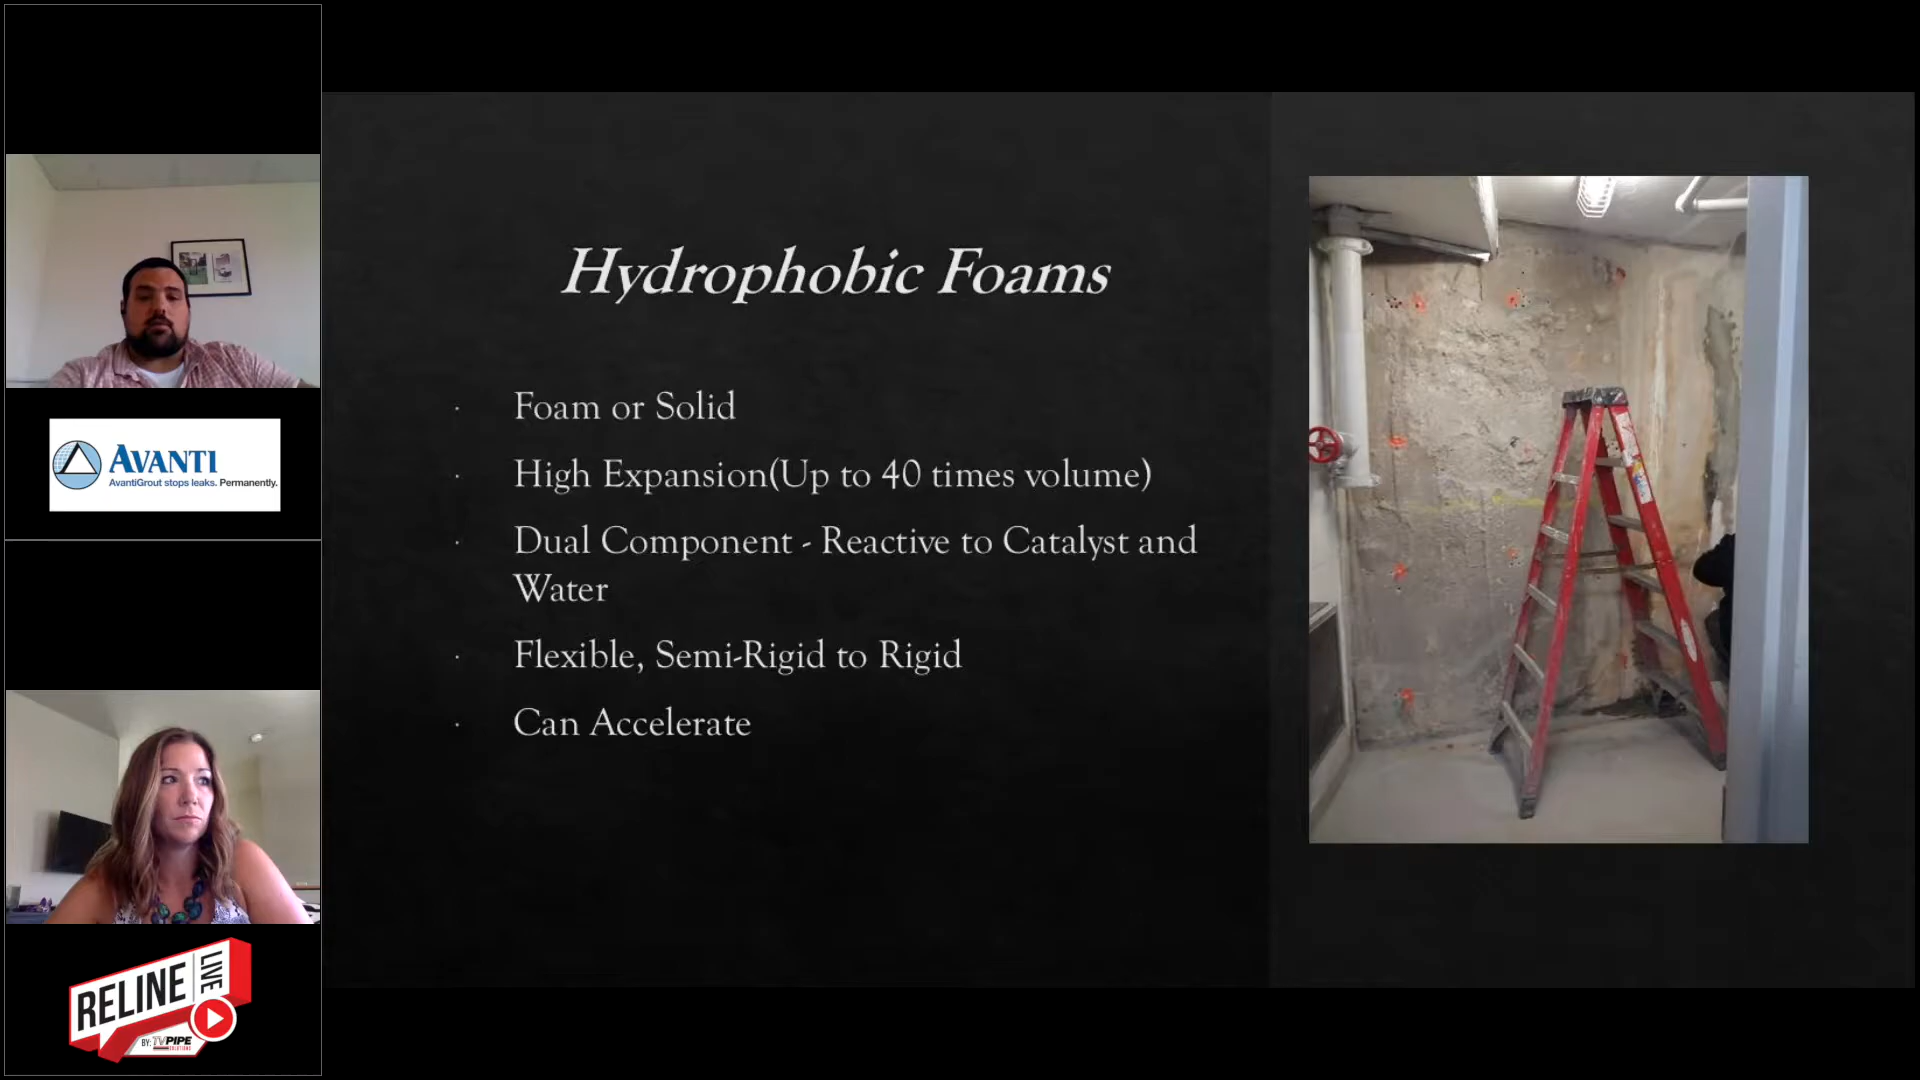 AVANTI
AvantiGrout stops leaks. Permanently.
RELINE LIVE
BY: TVPIPE
SOLUTIONS
Hydrophobic Foams
· Foam or Solid
· High Expansion(Up to 40 times volume)
· Dual Component - Reactive to Catalyst and
Water
· Flexible, Semi-Rigid to Rigid
· Can Accelerate